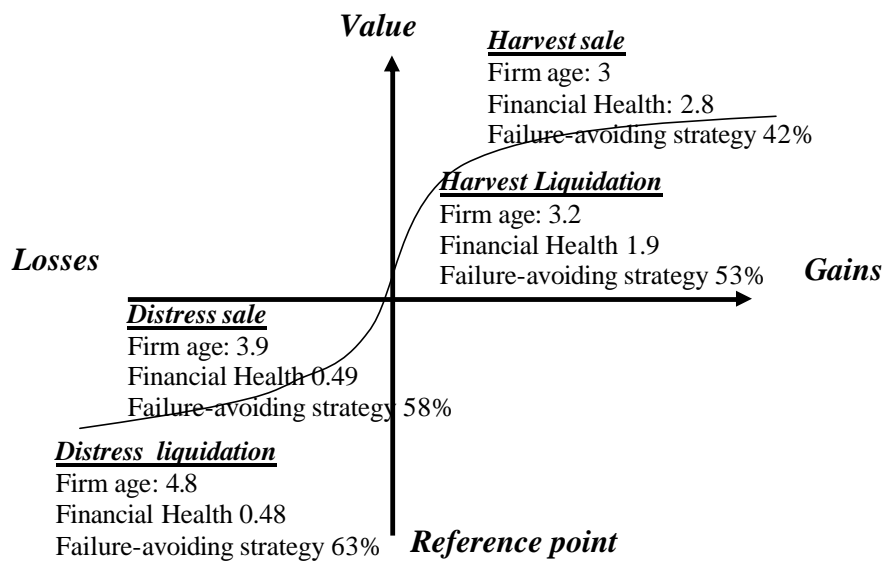 Value
Harvest sale
Firm age: 3
Financial Health: 2.8
Failure-avoiding strategy 42%
Harvest Liquidation
Firm age: 3.2
Financial Health 1.9
Failure-avoiding strategy 53%
Losses
Gains
Distress sale
Firm age: 3.9
Financial Health 0.49
Failure-avoiding strategy 58%
Distress liquidation
Firm age: 4.8
Financial Health 0.48
Failure-avoiding strategy 63%
Reference point